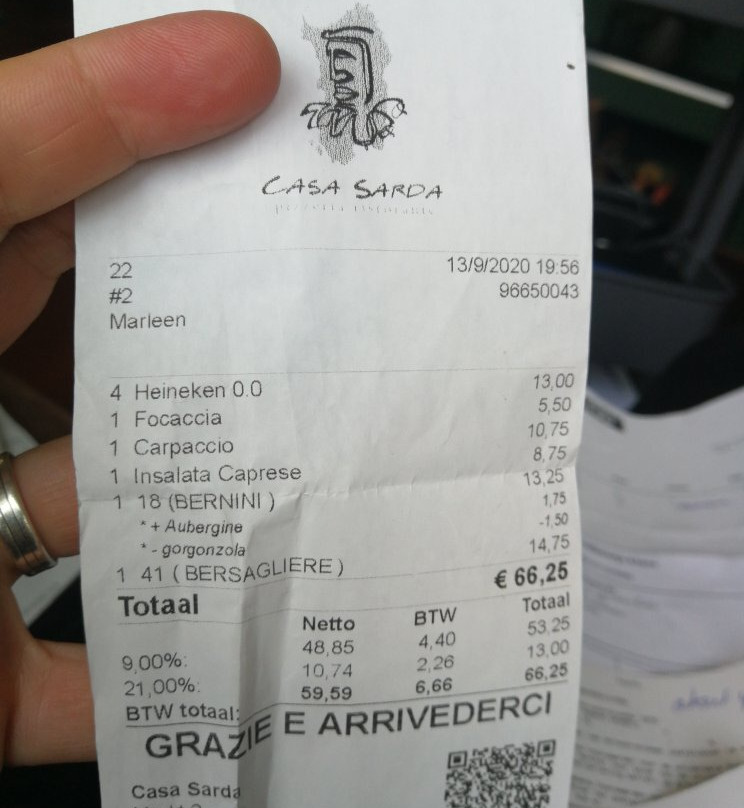 CASA SARDA
22 13/9/2020 19:56
#2 96650043
Marleen
4 Heineken 0.0 13,00
1 Focaccia 5,50
1 Carpaccio 10,75
1 Insalata Caprese 8,75
1 18 (BERNINI ) 13,25
* + Aubergine 1,75
* - gorgonzola -1,50
1 41 ( BERSAGLIERE ) 14,75
Totaal € 66,25
Netto BTW Totaal
9,00%: 48,85 4,40 53,25
21,00%: 10,74 2,26 13,00
BTW totaal: 59,59 6,66 66,25
GRAZIE E ARRIVEDERCI
Casa Sarda